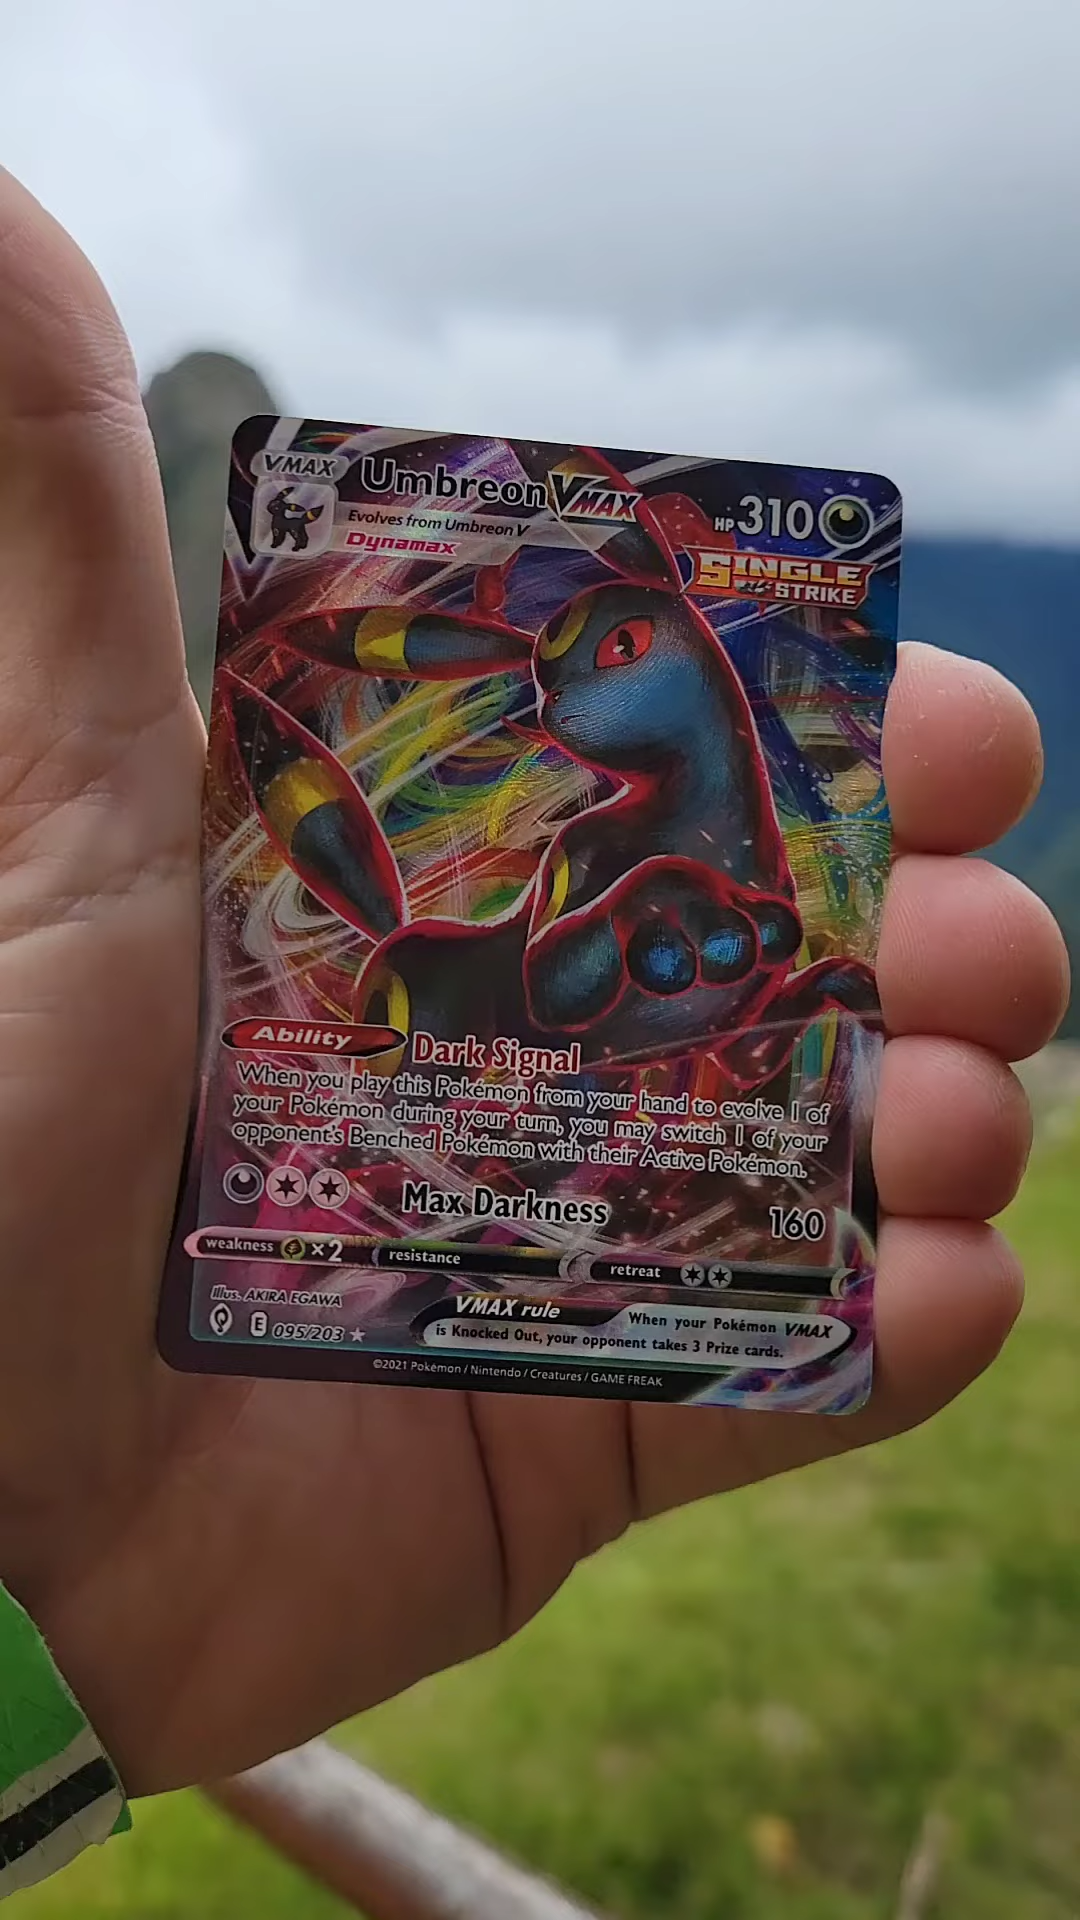 VMAX Umbreon VMAX HP 310
Evolves from Umbreon V
Dynamax
SINGLE
STRIKE
Ability Dark Signal
When you play this Pokémon from your hand to evolve 1 of
your Pokémon during your turn, you may switch 1 of your
opponent's Benched Pokémon with their Active Pokémon.
Max Darkness 160
weakness ×2 resistance retreat
Illus. AKIRA EGAWA
VMAX rule When your Pokémon VMAX
is Knocked Out, your opponent takes 3 Prize cards.
E 095/203 ★
©2021 Pokémon / Nintendo / Creatures / GAME FREAK